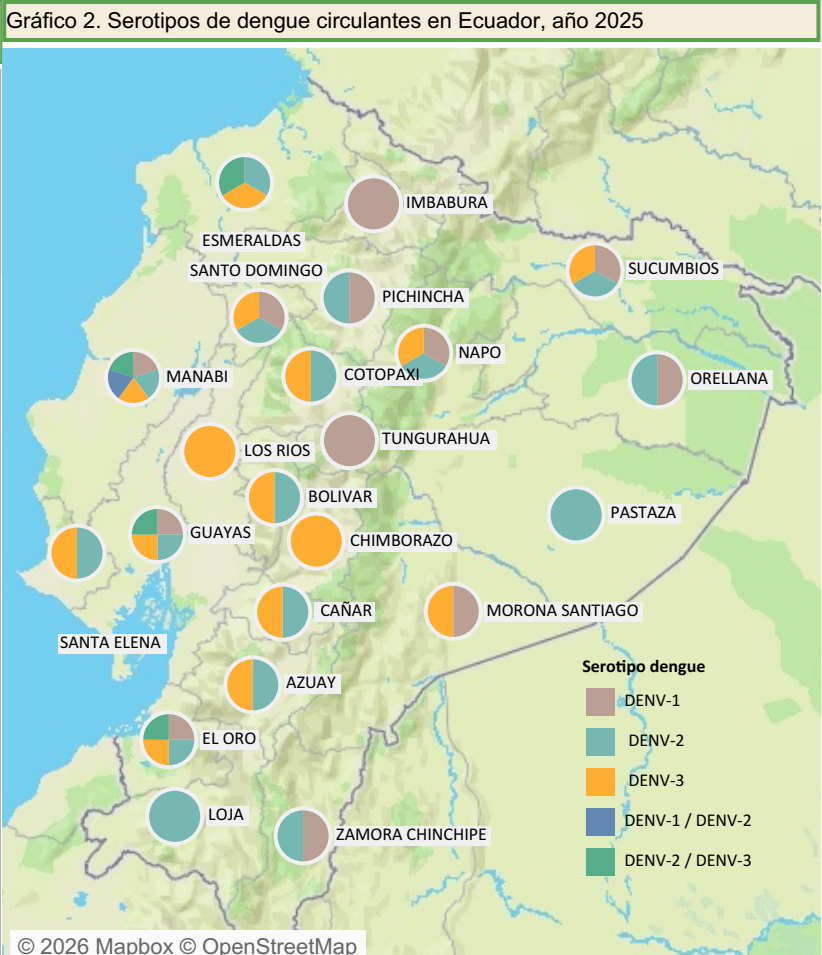 Gráfico 2. Serotipos de dengue circulantes en Ecuador, año 2025
IMBABURA
ESMERALDAS
SANTO DOMINGO
SUCUMBIOS
PICHINCHA
NAPO
MANABI
COTOPAXI
ORELLANA
TUNGURAHUA
LOS RIOS
BOLIVAR
PASTAZA
GUAYAS
CHIMBORAZO
CAÑAR
MORONA SANTIAGO
SANTA ELENA
AZUAY
EL ORO
LOJA
ZAMORA CHINCHIPE
Serotipo dengue
DENV-1
DENV-2
DENV-3
DENV-1 / DENV-2
DENV-2 / DENV-3
© 2026 Mapbox © OpenStreetMap